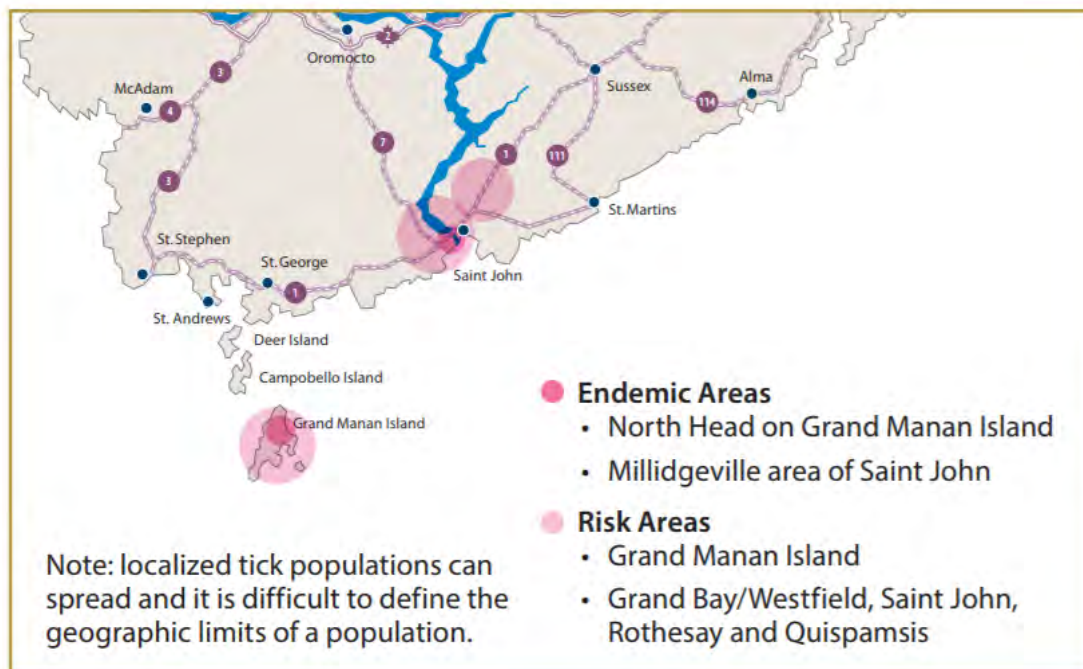 2
Oromocto
3
McAdam
4
Sussex
Alma
114
7
1
111
3
St. Martins
St. Stephen
St. George
Saint John
1
St. Andrews
Deer Island
Campobello Island
Grand Manan Island
Endemic Areas
• North Head on Grand Manan Island
• Millidgeville area of Saint John
Risk Areas
• Grand Manan Island
• Grand Bay/Westfield, Saint John,
Rothesay and Quispamsis
Note: localized tick populations can
spread and it is difficult to define the
geographic limits of a population.